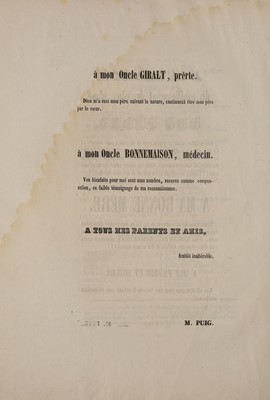 à mon Oncle GIRALT, prêrte.
Dieu m'a ravi mon père suivant la nature, continuez à être mon père
par le cœur.
à mon Oncle BONNEMAISON, médecin.
Vos bienfaits pour moi sont sans nombre, recevez comme compen-
sation, ce faible témoignage de ma reconnaissance.
A TOUS MES PARENTS ET AMIS,
Amitié inaltérable.
M. PUIG.